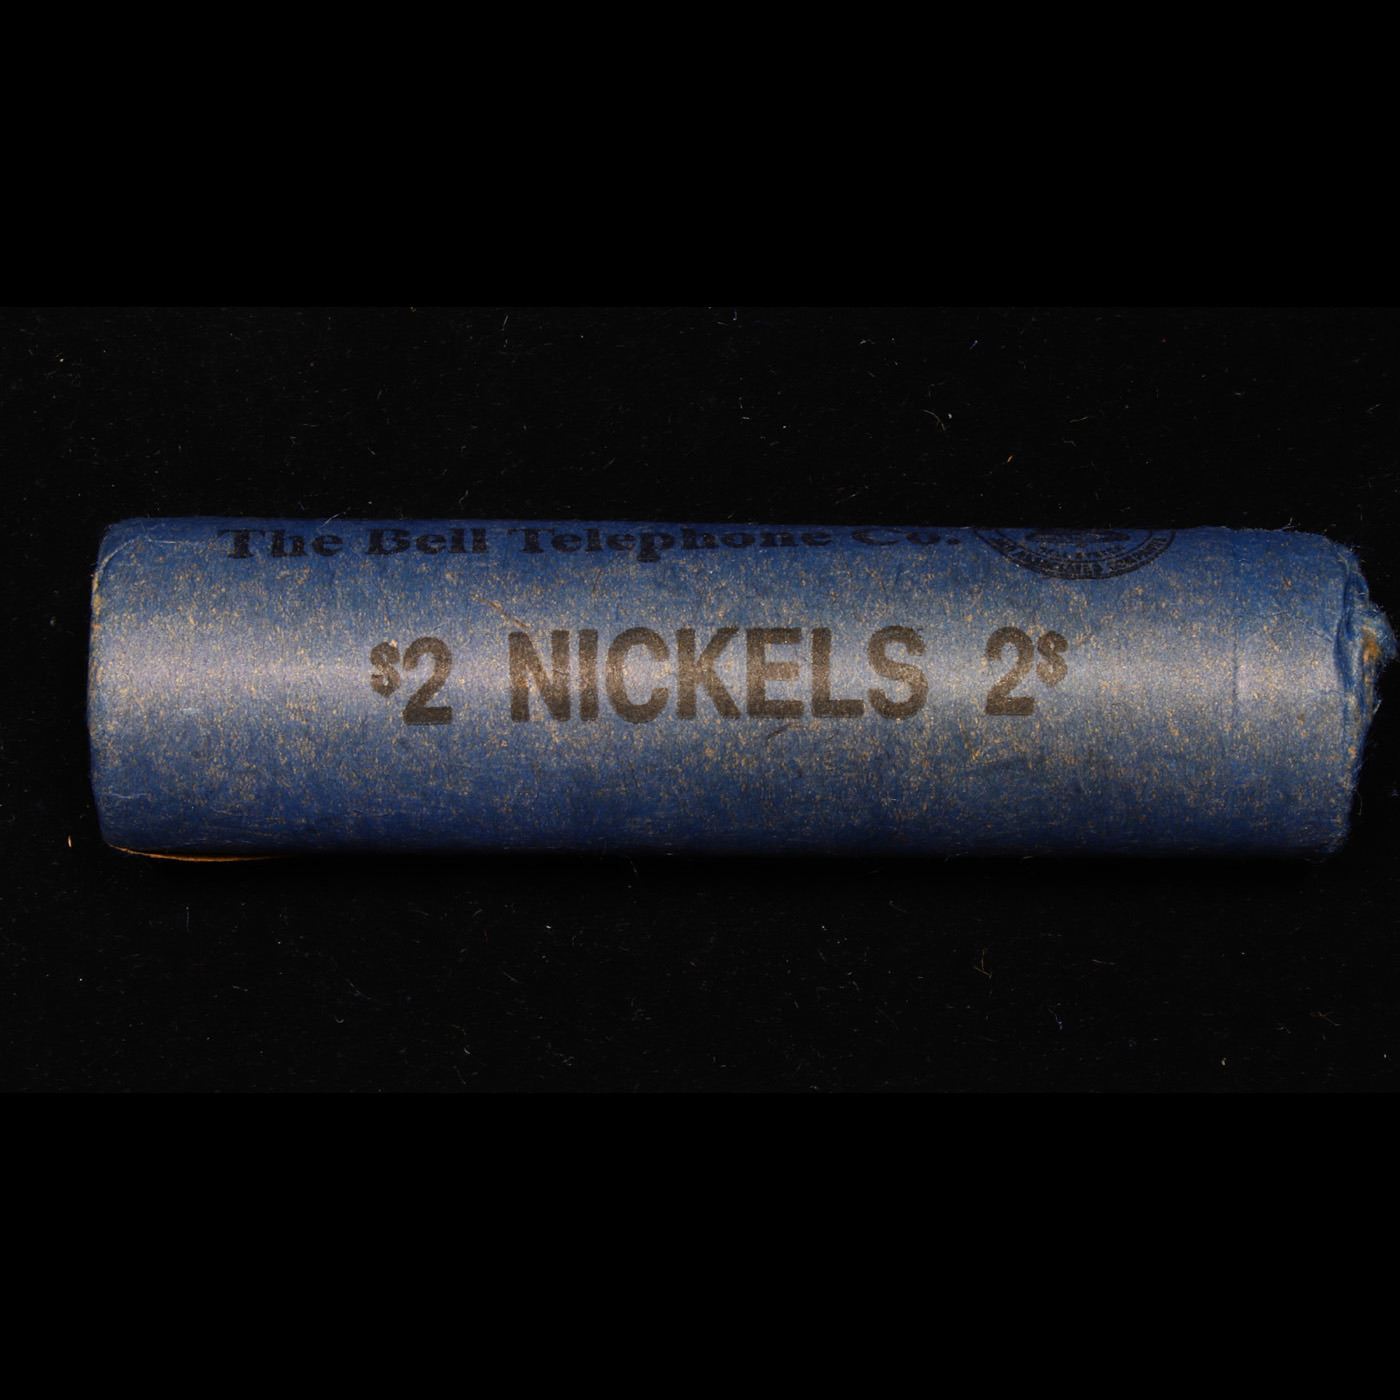 The Bell Telephone Co.
$2 NICKELS 2$